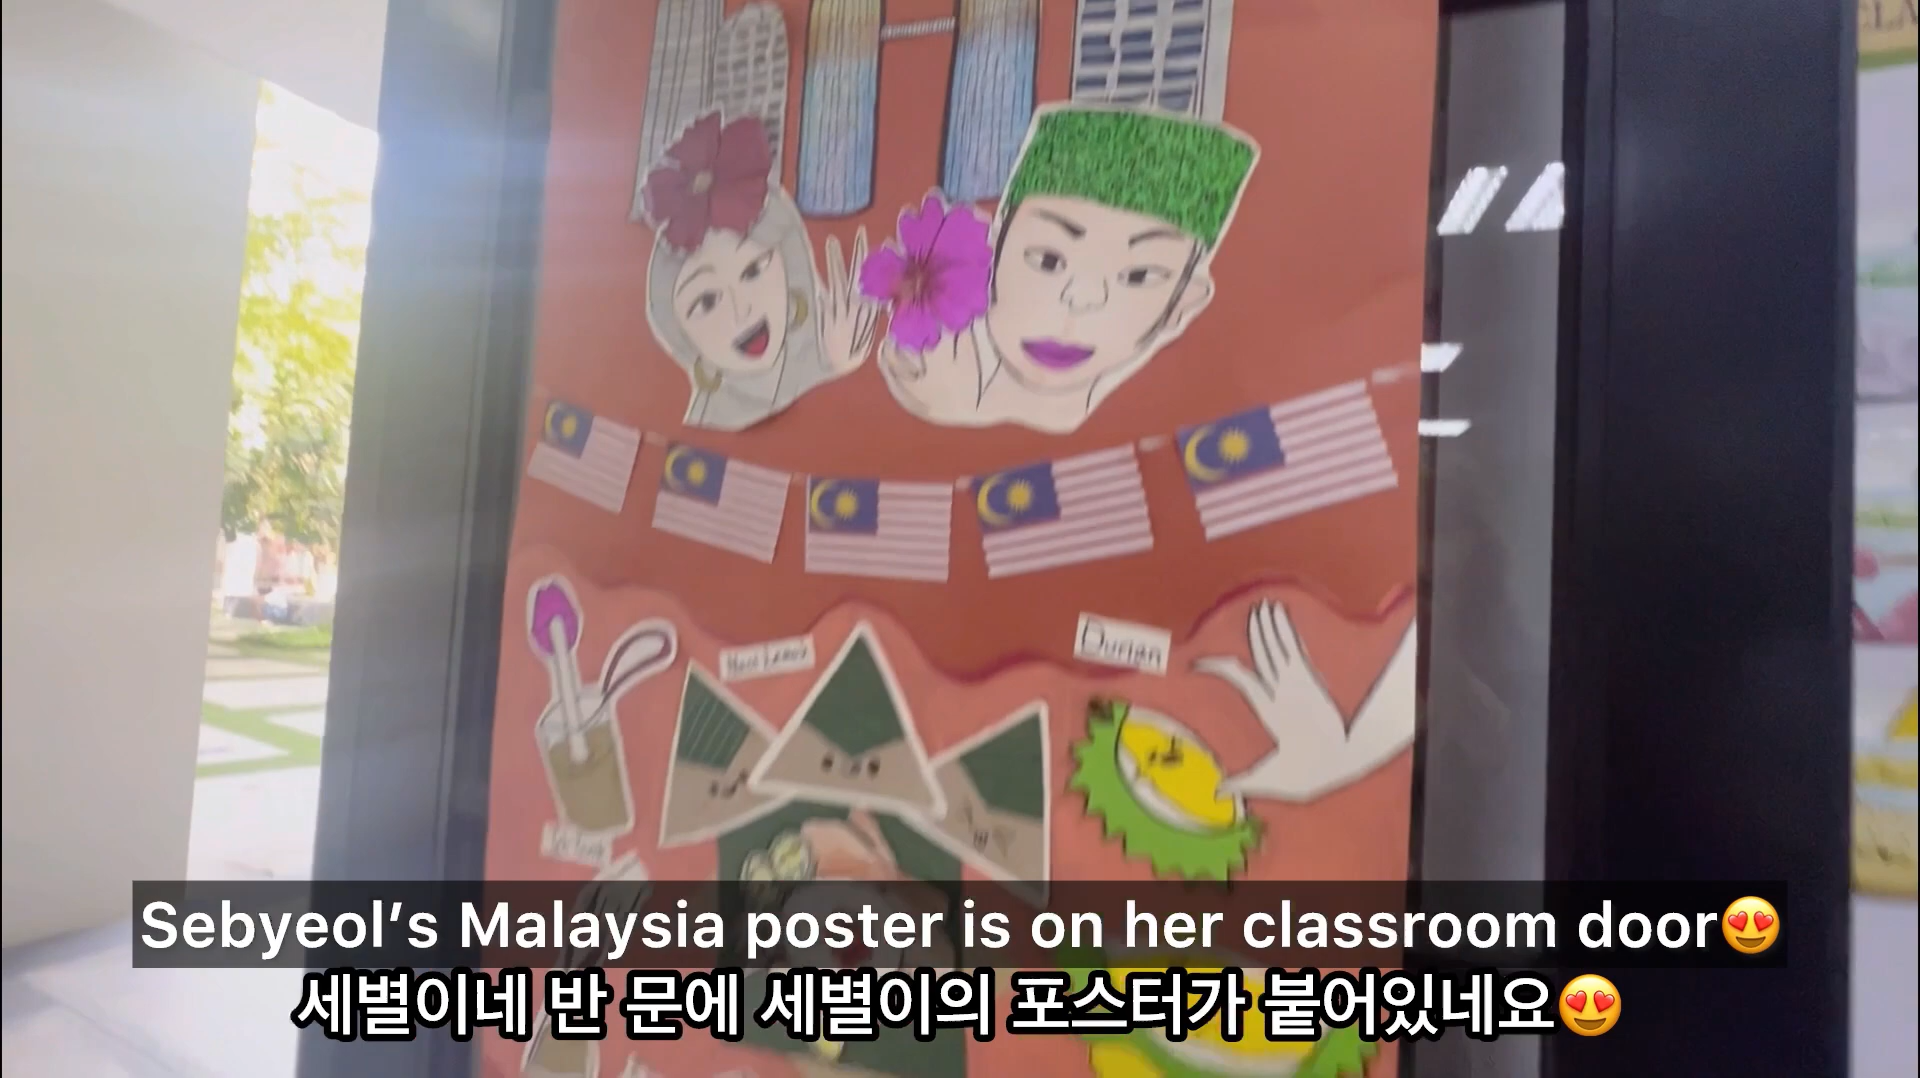 Durian
Sebyeol's Malaysia poster is on her classroom door😍
세별이네 반 문에 세별이의 포스터가 붙어있네요😍